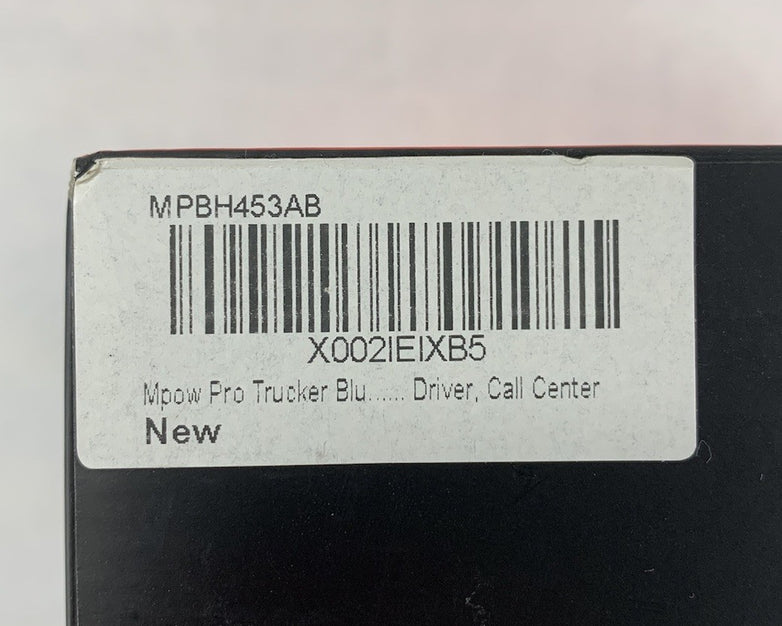 MPBH453AB
X002IEIXB5
Mpow Pro Trucker Blu...... Driver, Call Center
New